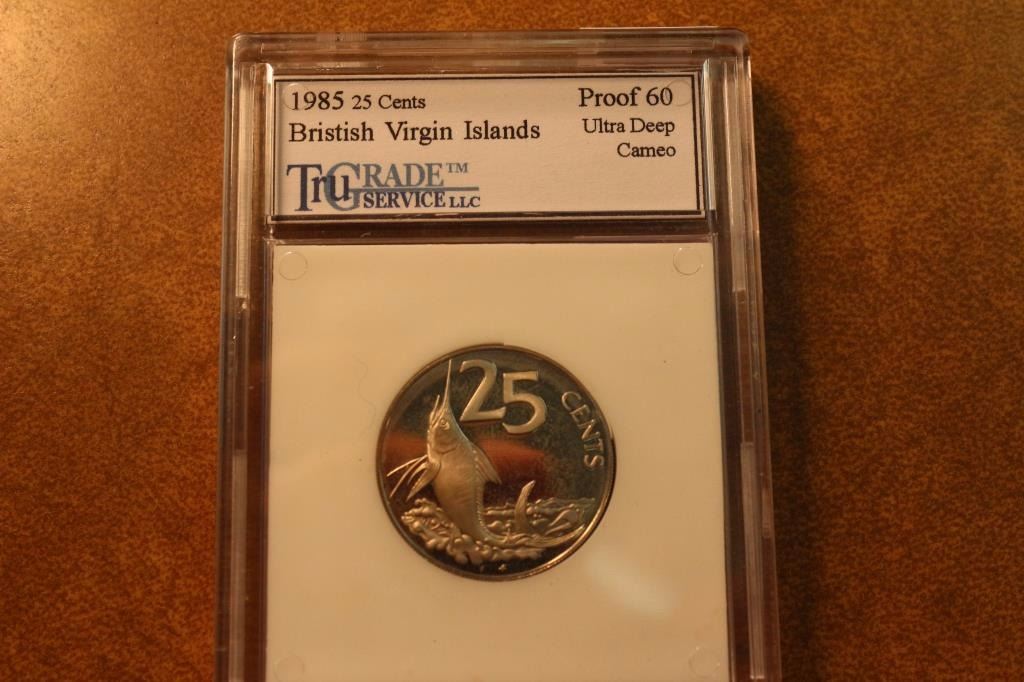 1985 25 Cents
Bristish Virgin Islands
Proof 60
Ultra Deep
Cameo
TruGRADE™
SERVICE LLC
25
CENTS